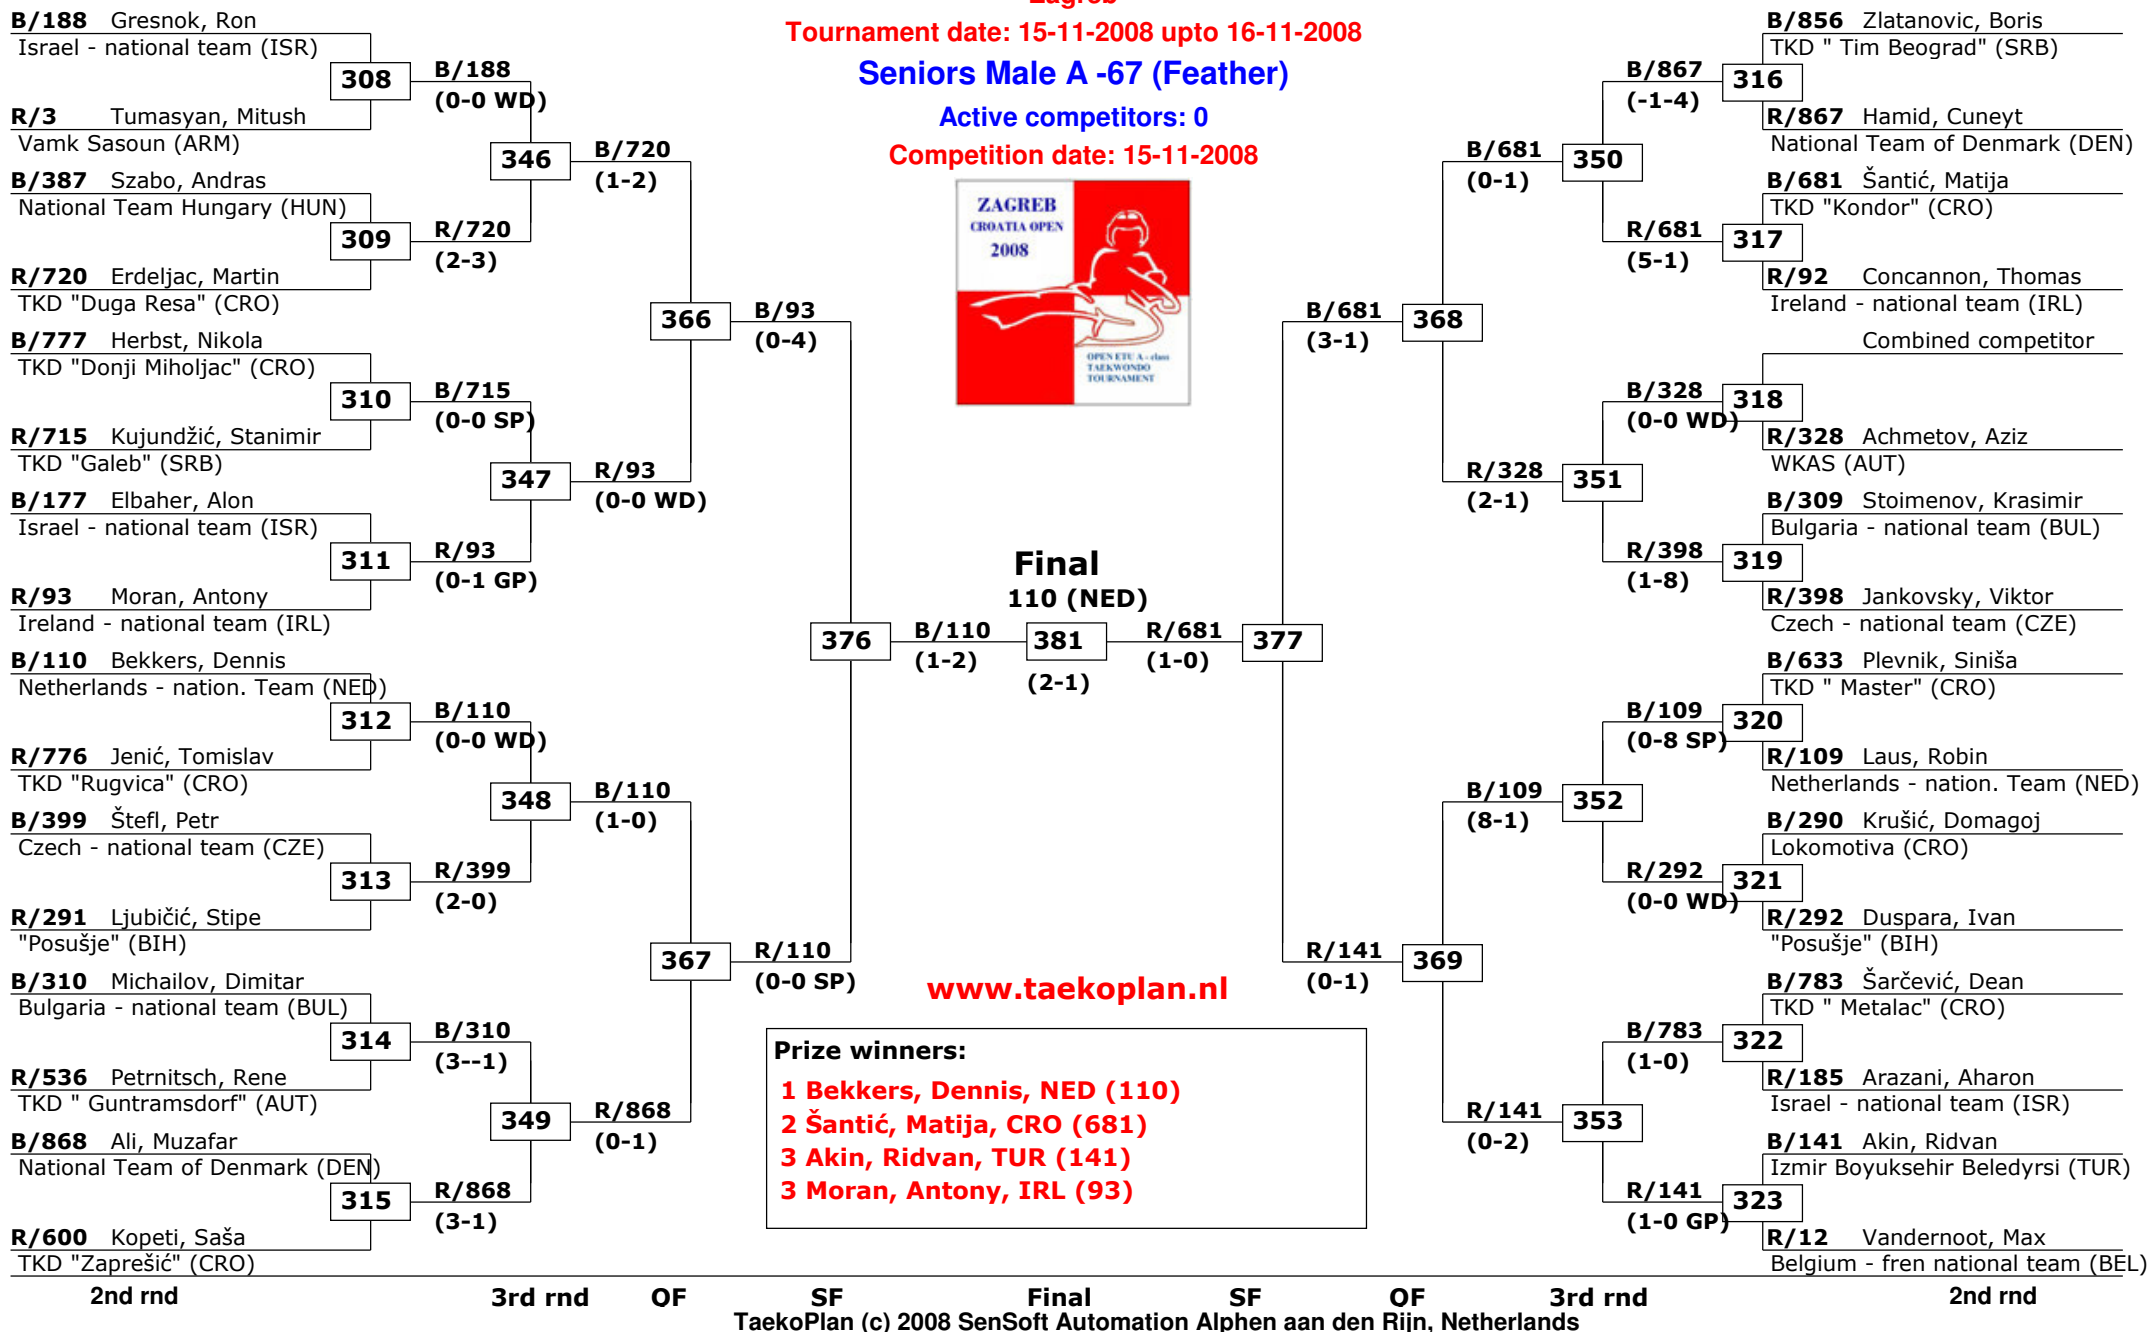 Zagreb
Tournament date: 15-11-2008 upto 16-11-2008
Seniors Male A -67 (Feather)
Active competitors: 0
Competition date: 15-11-2008
ZAGREB
CROATIA OPEN
2008
OPEN ETU A - class
TAEKWONDO
TOURNAMENT
B/188 Gresnok, Ron
Israel - national team (ISR)
308
R/3 Tumasyan, Mitush
Vamk Sasoun (ARM)
B/387 Szabo, Andras
National Team Hungary (HUN)
309
R/720 Erdeljac, Martin
TKD "Duga Resa" (CRO)
B/777 Herbst, Nikola
TKD "Donji Miholjac" (CRO)
310
R/715 Kujundžić, Stanimir
TKD "Galeb" (SRB)
B/177 Elbaher, Alon
Israel - national team (ISR)
311
R/93 Moran, Antony
Ireland - national team (IRL)
B/110 Bekkers, Dennis
Netherlands - nation. Team (NED)
312
R/776 Jenić, Tomislav
TKD "Rugvica" (CRO)
B/399 Štefl, Petr
Czech - national team (CZE)
313
R/291 Ljubičić, Stipe
"Posušje" (BIH)
B/310 Michailov, Dimitar
Bulgaria - national team (BUL)
314
R/536 Petrnitsch, Rene
TKD " Guntramsdorf" (AUT)
B/868 Ali, Muzafar
National Team of Denmark (DEN)
315
R/600 Kopeti, Saša
TKD "Zaprešić" (CRO)
B/188
(0-0 WD)
346
R/720
(2-3)
B/715
(0-0 SP)
347
R/93
(0-1 GP)
B/110
(0-0 WD)
348
R/399
(2-0)
B/310
(3--1)
349
R/868
(3-1)
B/720
(1-2)
366
R/93
(0-0 WD)
B/110
(1-0)
367
R/868
(0-1)
B/93
(0-4)
376
R/110
(0-0 SP)
Final
110 (NED)
B/110
(1-2)
381
(2-1)
R/681
(1-0)
377
B/681
(3-1)
368
R/141
(0-1)
369
B/681
(0-1)
350
R/328
(2-1)
351
B/109
(8-1)
352
R/141
(0-2)
353
B/867
(-1-4)
316
R/681
(5-1)
317
B/328
(0-0 WD)
318
R/398
(1-8)
319
B/109
(0-8 SP)
320
R/292
(0-0 WD)
321
B/783
(1-0)
322
R/141
(1-0 GP)
323
B/856 Zlatanovic, Boris
TKD " Tim Beograd" (SRB)
R/867 Hamid, Cuneyt
National Team of Denmark (DEN)
B/681 Šantić, Matija
TKD "Kondor" (CRO)
R/92 Concannon, Thomas
Ireland - national team (IRL)
Combined competitor
R/328 Achmetov, Aziz
WKAS (AUT)
B/309 Stoimenov, Krasimir
Bulgaria - national team (BUL)
R/398 Jankovsky, Viktor
Czech - national team (CZE)
B/633 Plevnik, Siniša
TKD " Master" (CRO)
R/109 Laus, Robin
Netherlands - nation. Team (NED)
B/290 Krušić, Domagoj
Lokomotiva (CRO)
R/292 Duspara, Ivan
"Posušje" (BIH)
B/783 Šarčević, Dean
TKD " Metalac" (CRO)
R/185 Arazani, Aharon
Israel - national team (ISR)
B/141 Akin, Ridvan
Izmir Boyuksehir Beledyrsi (TUR)
R/12 Vandernoot, Max
Belgium - fren national team (BEL)
www.taekoplan.nl
Prize winners:
1 Bekkers, Dennis, NED (110)
2 Šantić, Matija, CRO (681)
3 Akin, Ridvan, TUR (141)
3 Moran, Antony, IRL (93)
2nd rnd 3rd rnd QF SF Final SF QF 3rd rnd 2nd rnd
TaekoPlan (c) 2008 SenSoft Automation Alphen aan den Rijn, Netherlands